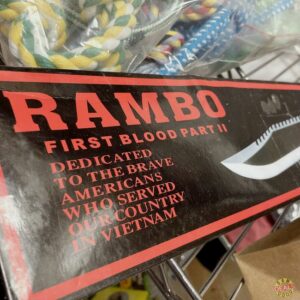 RAMBO
FIRST BLOOD PART II
DEDICATED
TO THE BRAVE
AMERICANS
WHO SERVED
OUR COUNTRY
IN VIETNAM